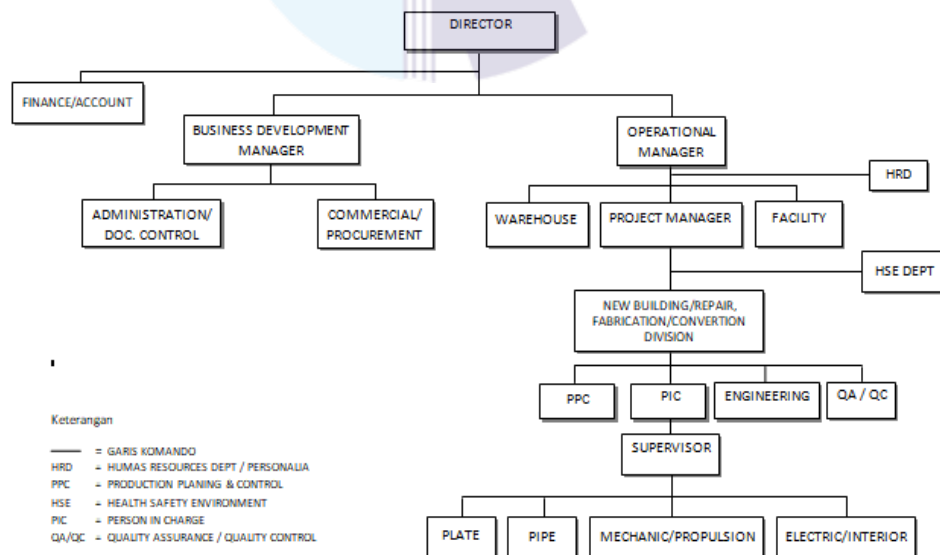 DIRECTOR
FINANCE/ACCOUNT
BUSINESS DEVELOPMENT
MANAGER
OPERATIONAL
MANAGER
HRD
ADMINISTRATION/
DOC. CONTROL
COMMERCIAL/
PROCUREMENT
WAREHOUSE
PROJECT MANAGER
FACILITY
HSE DEPT
NEW BUILDING/REPAIR,
FABRICATION/CONVERTION
DIVISION
PPC
PIC
ENGINEERING
QA / QC
SUPERVISOR
PLATE
PIPE
MECHANIC/PROPULSION
ELECTRIC/INTERIOR
Keterangan
= GARIS KOMANDO
HRD = HUMAS RESOURCES DEPT / PERSONALIA
PPC = PRODUCTION PLANING & CONTROL
HSE = HEALTH SAFETY ENVIRONMENT
PIC = PERSON IN CHARGE
QA/QC = QUALITY ASSURANCE / QUALITY CONTROL